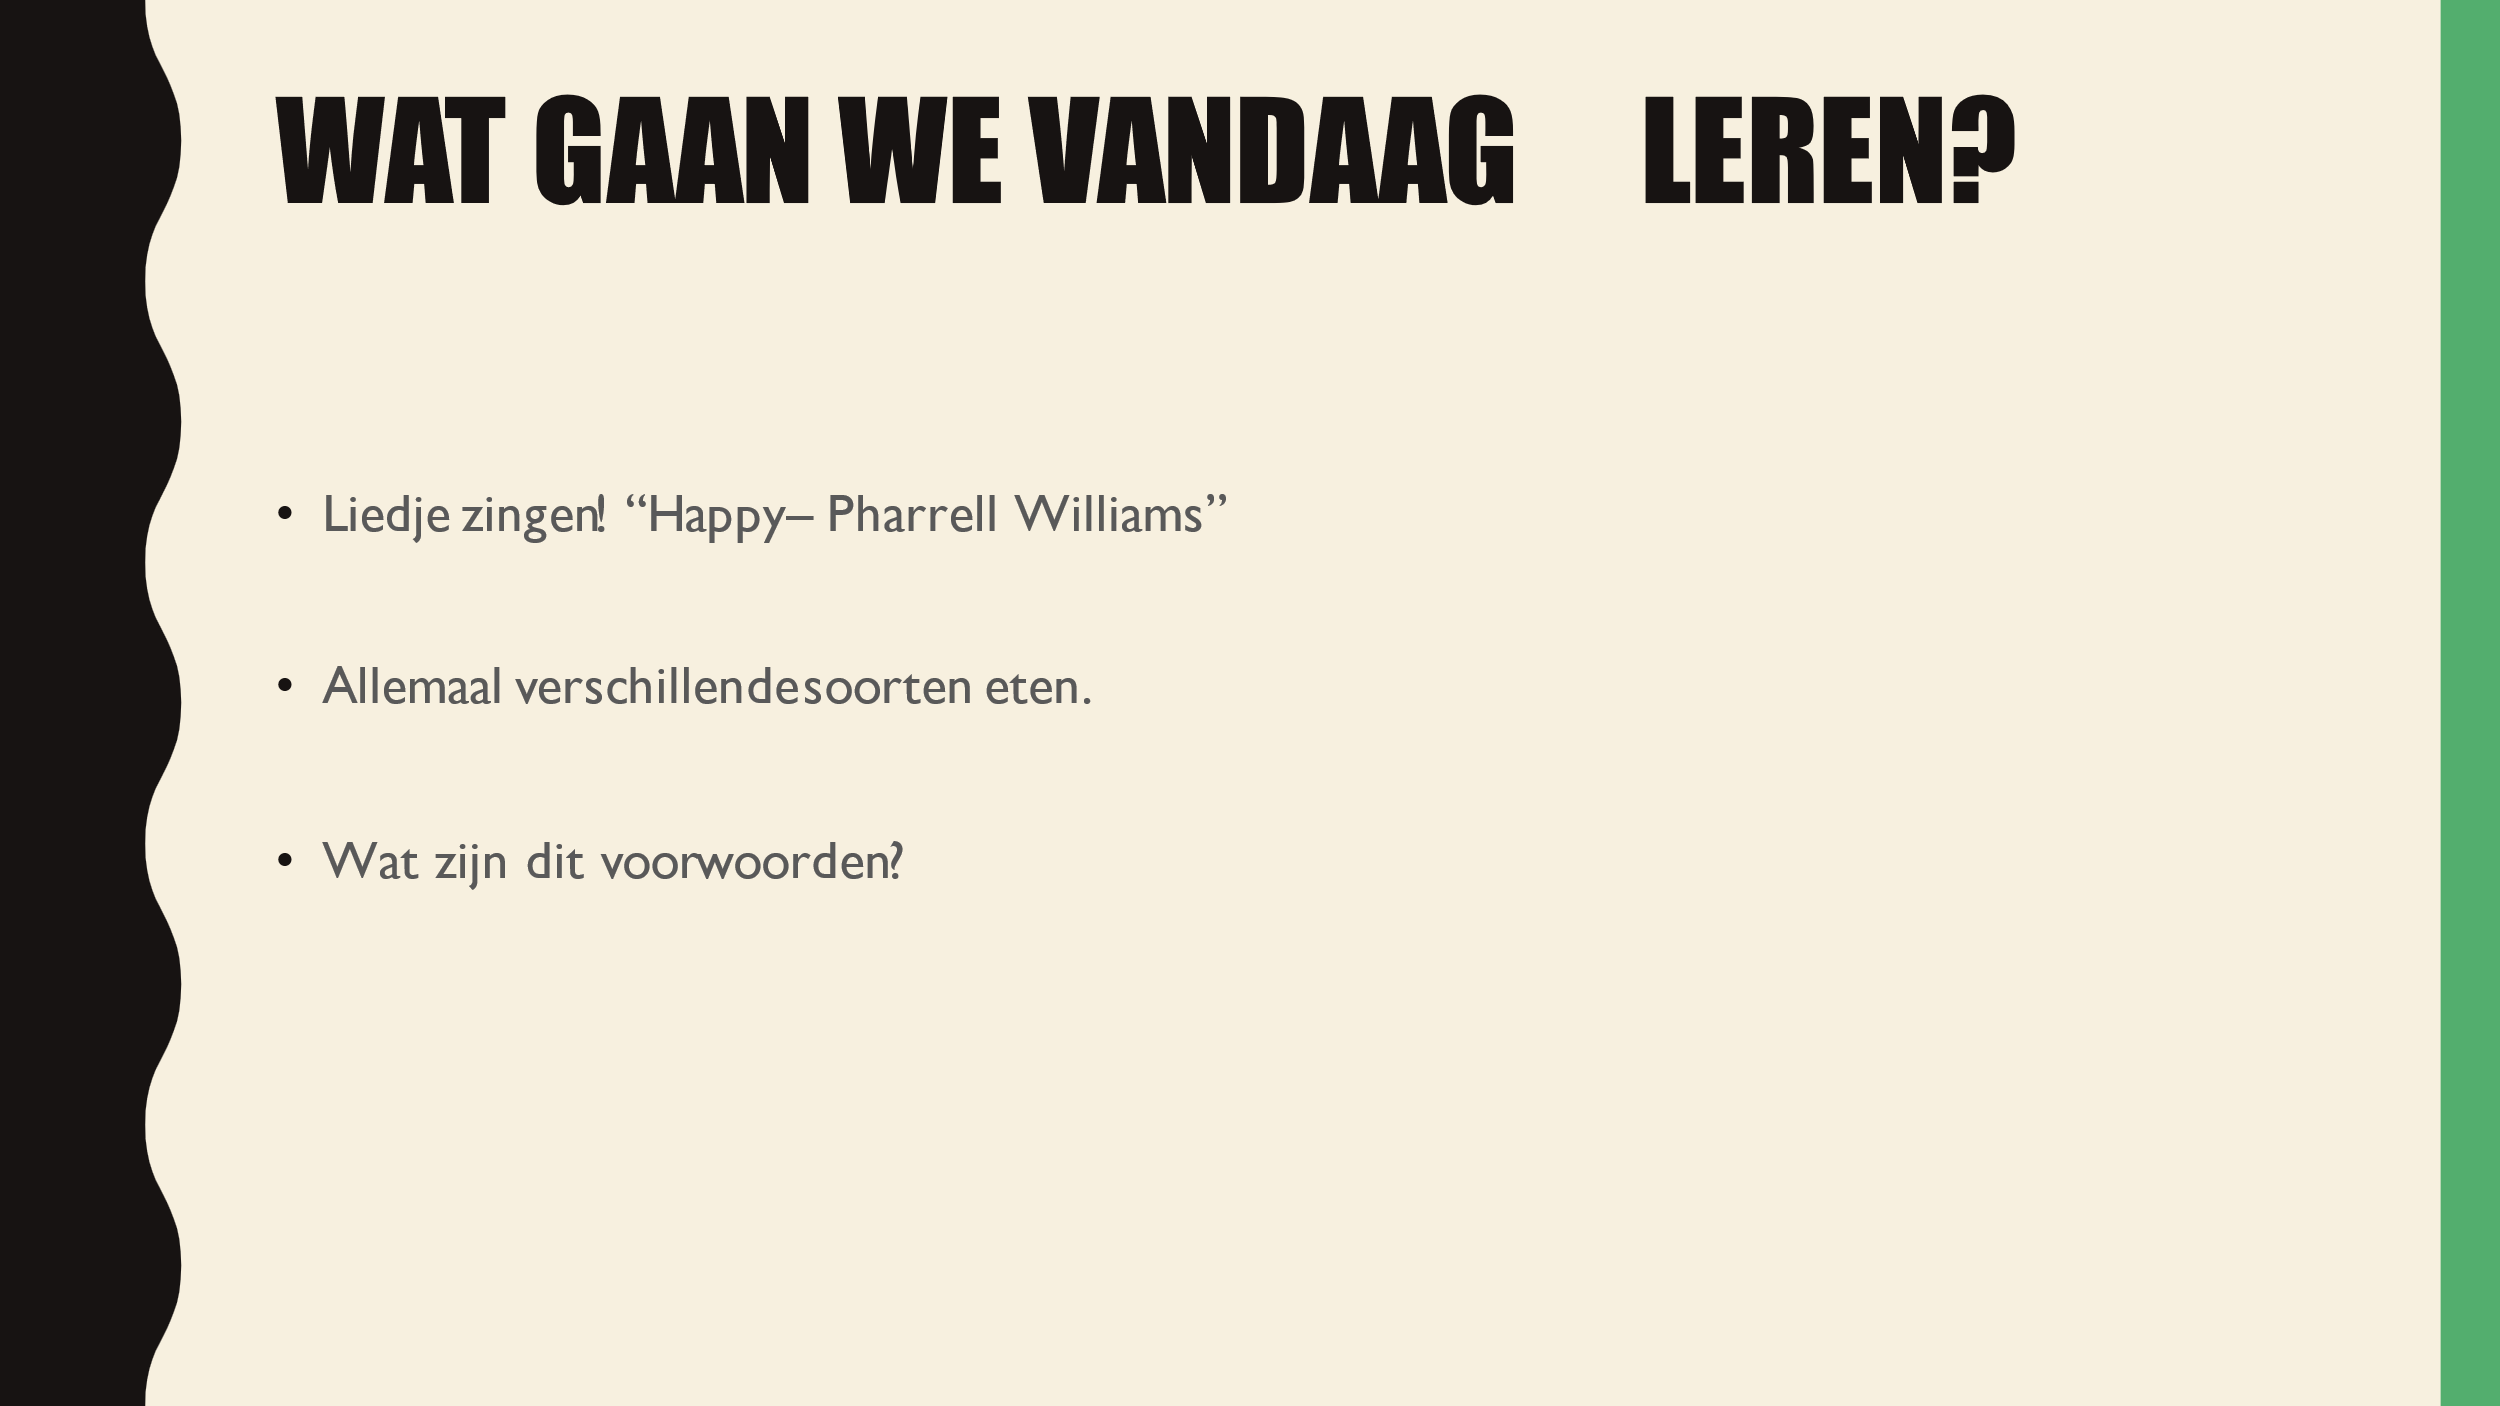 WAT GAAN WE VANDAAG LEREN?
• Liedje zingen! “Happy– Pharrell Williams”
• Allemaal verschillendesoorten eten.
• Wat zijn dit voorwoorden?